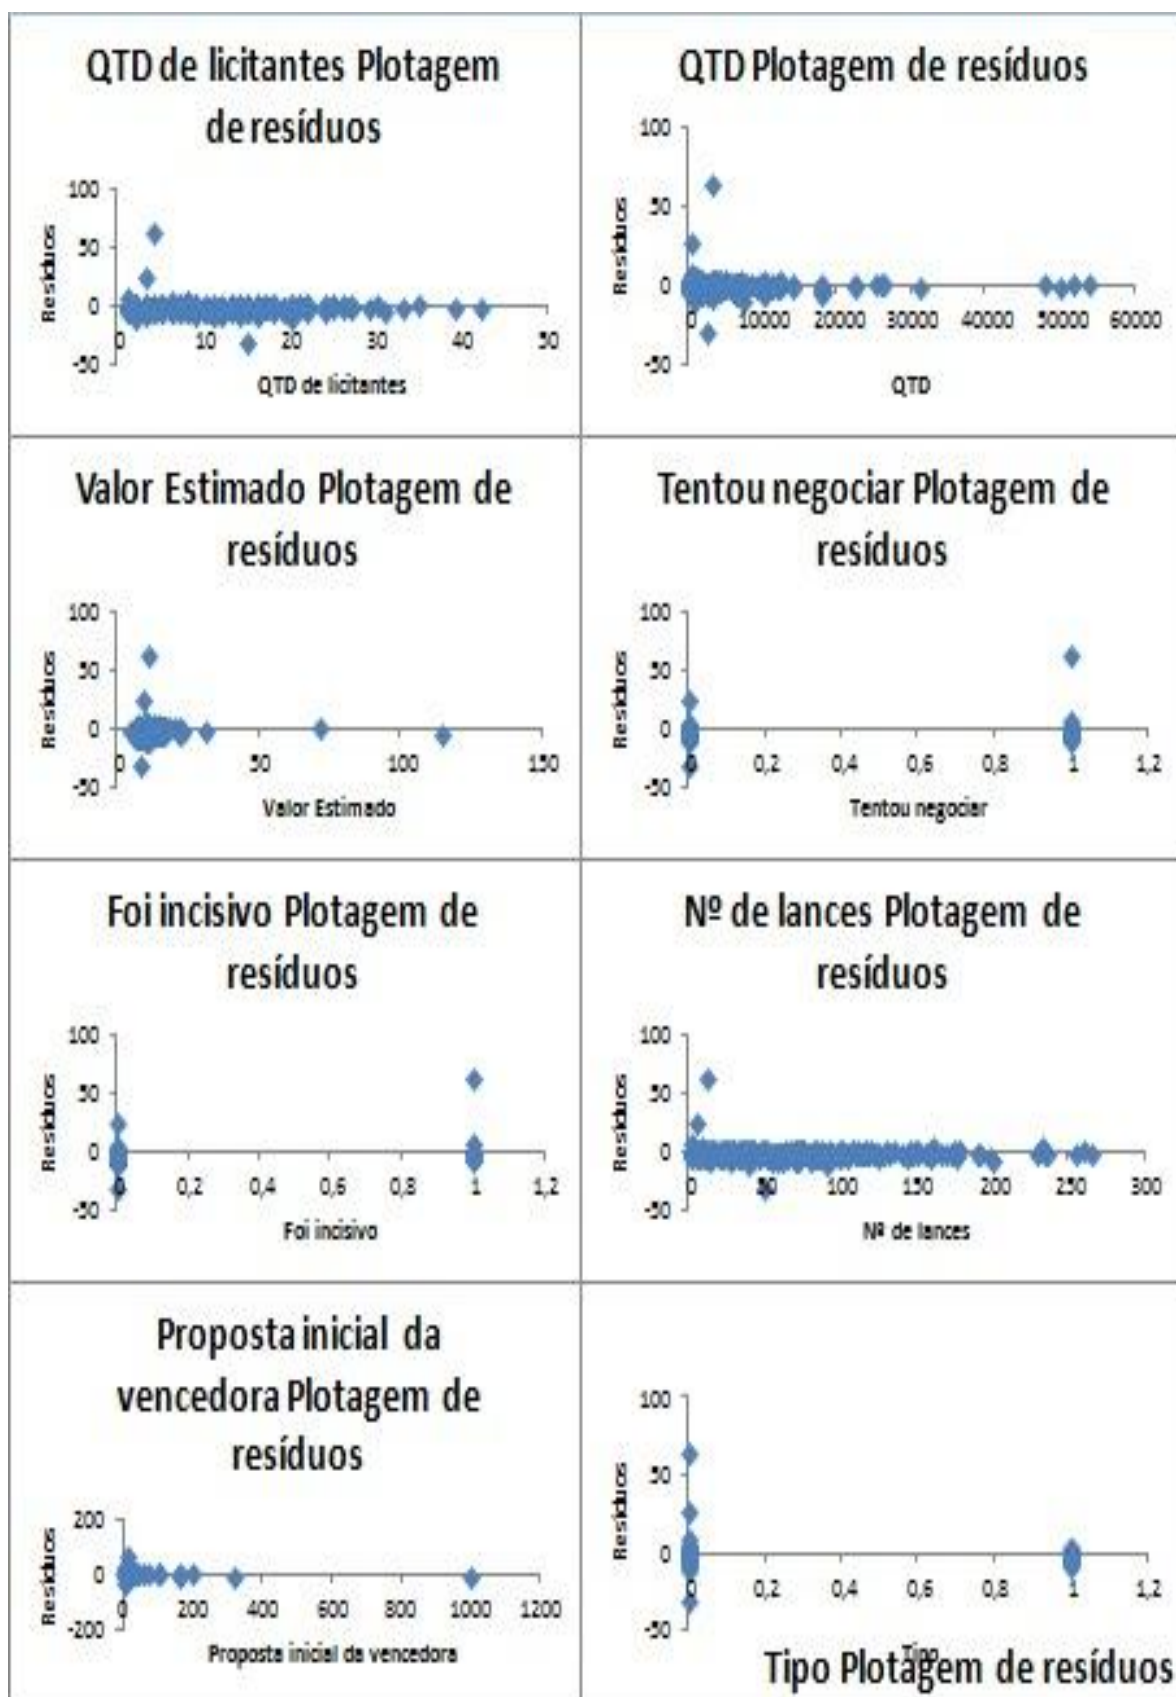 QTD de licitantes Plotagem
de resíduos
100
50
0
-50
0 10 20 30 40 50
Resíduos
QTD de licitantes
QTD Plotagem de resíduos
100
50
0
-50
0 10000 20000 30000 40000 50000 60000
Resíduos
QTD
Valor Estimado Plotagem de
resíduos
100
50
0
-50
0 50 100 150
Resíduos
Valor Estimado
Tentou negociar Plotagem de
resíduos
100
50
0
-50
0 0,2 0,4 0,6 0,8 1 1,2
Resíduos
Tentou negociar
Foi incisivo Plotagem de
resíduos
100
50
0
-50
0 0,2 0,4 0,6 0,8 1 1,2
Resíduos
Foi incisivo
Nº de lances Plotagem de
resíduos
100
50
0
-50
0 50 100 150 200 250 300
Resíduos
Nº de lances
Proposta inicial da
vencedora Plotagem de
resíduos
200
0
-200
0 200 400 600 800 1000 1200
Resíduos
Proposta inicial da vencedora
100
50
0
-50
0 0,2 0,4 0,6 0,8 1 1,2
Resíduos
Tipo
Tipo Plotagem de resíduos